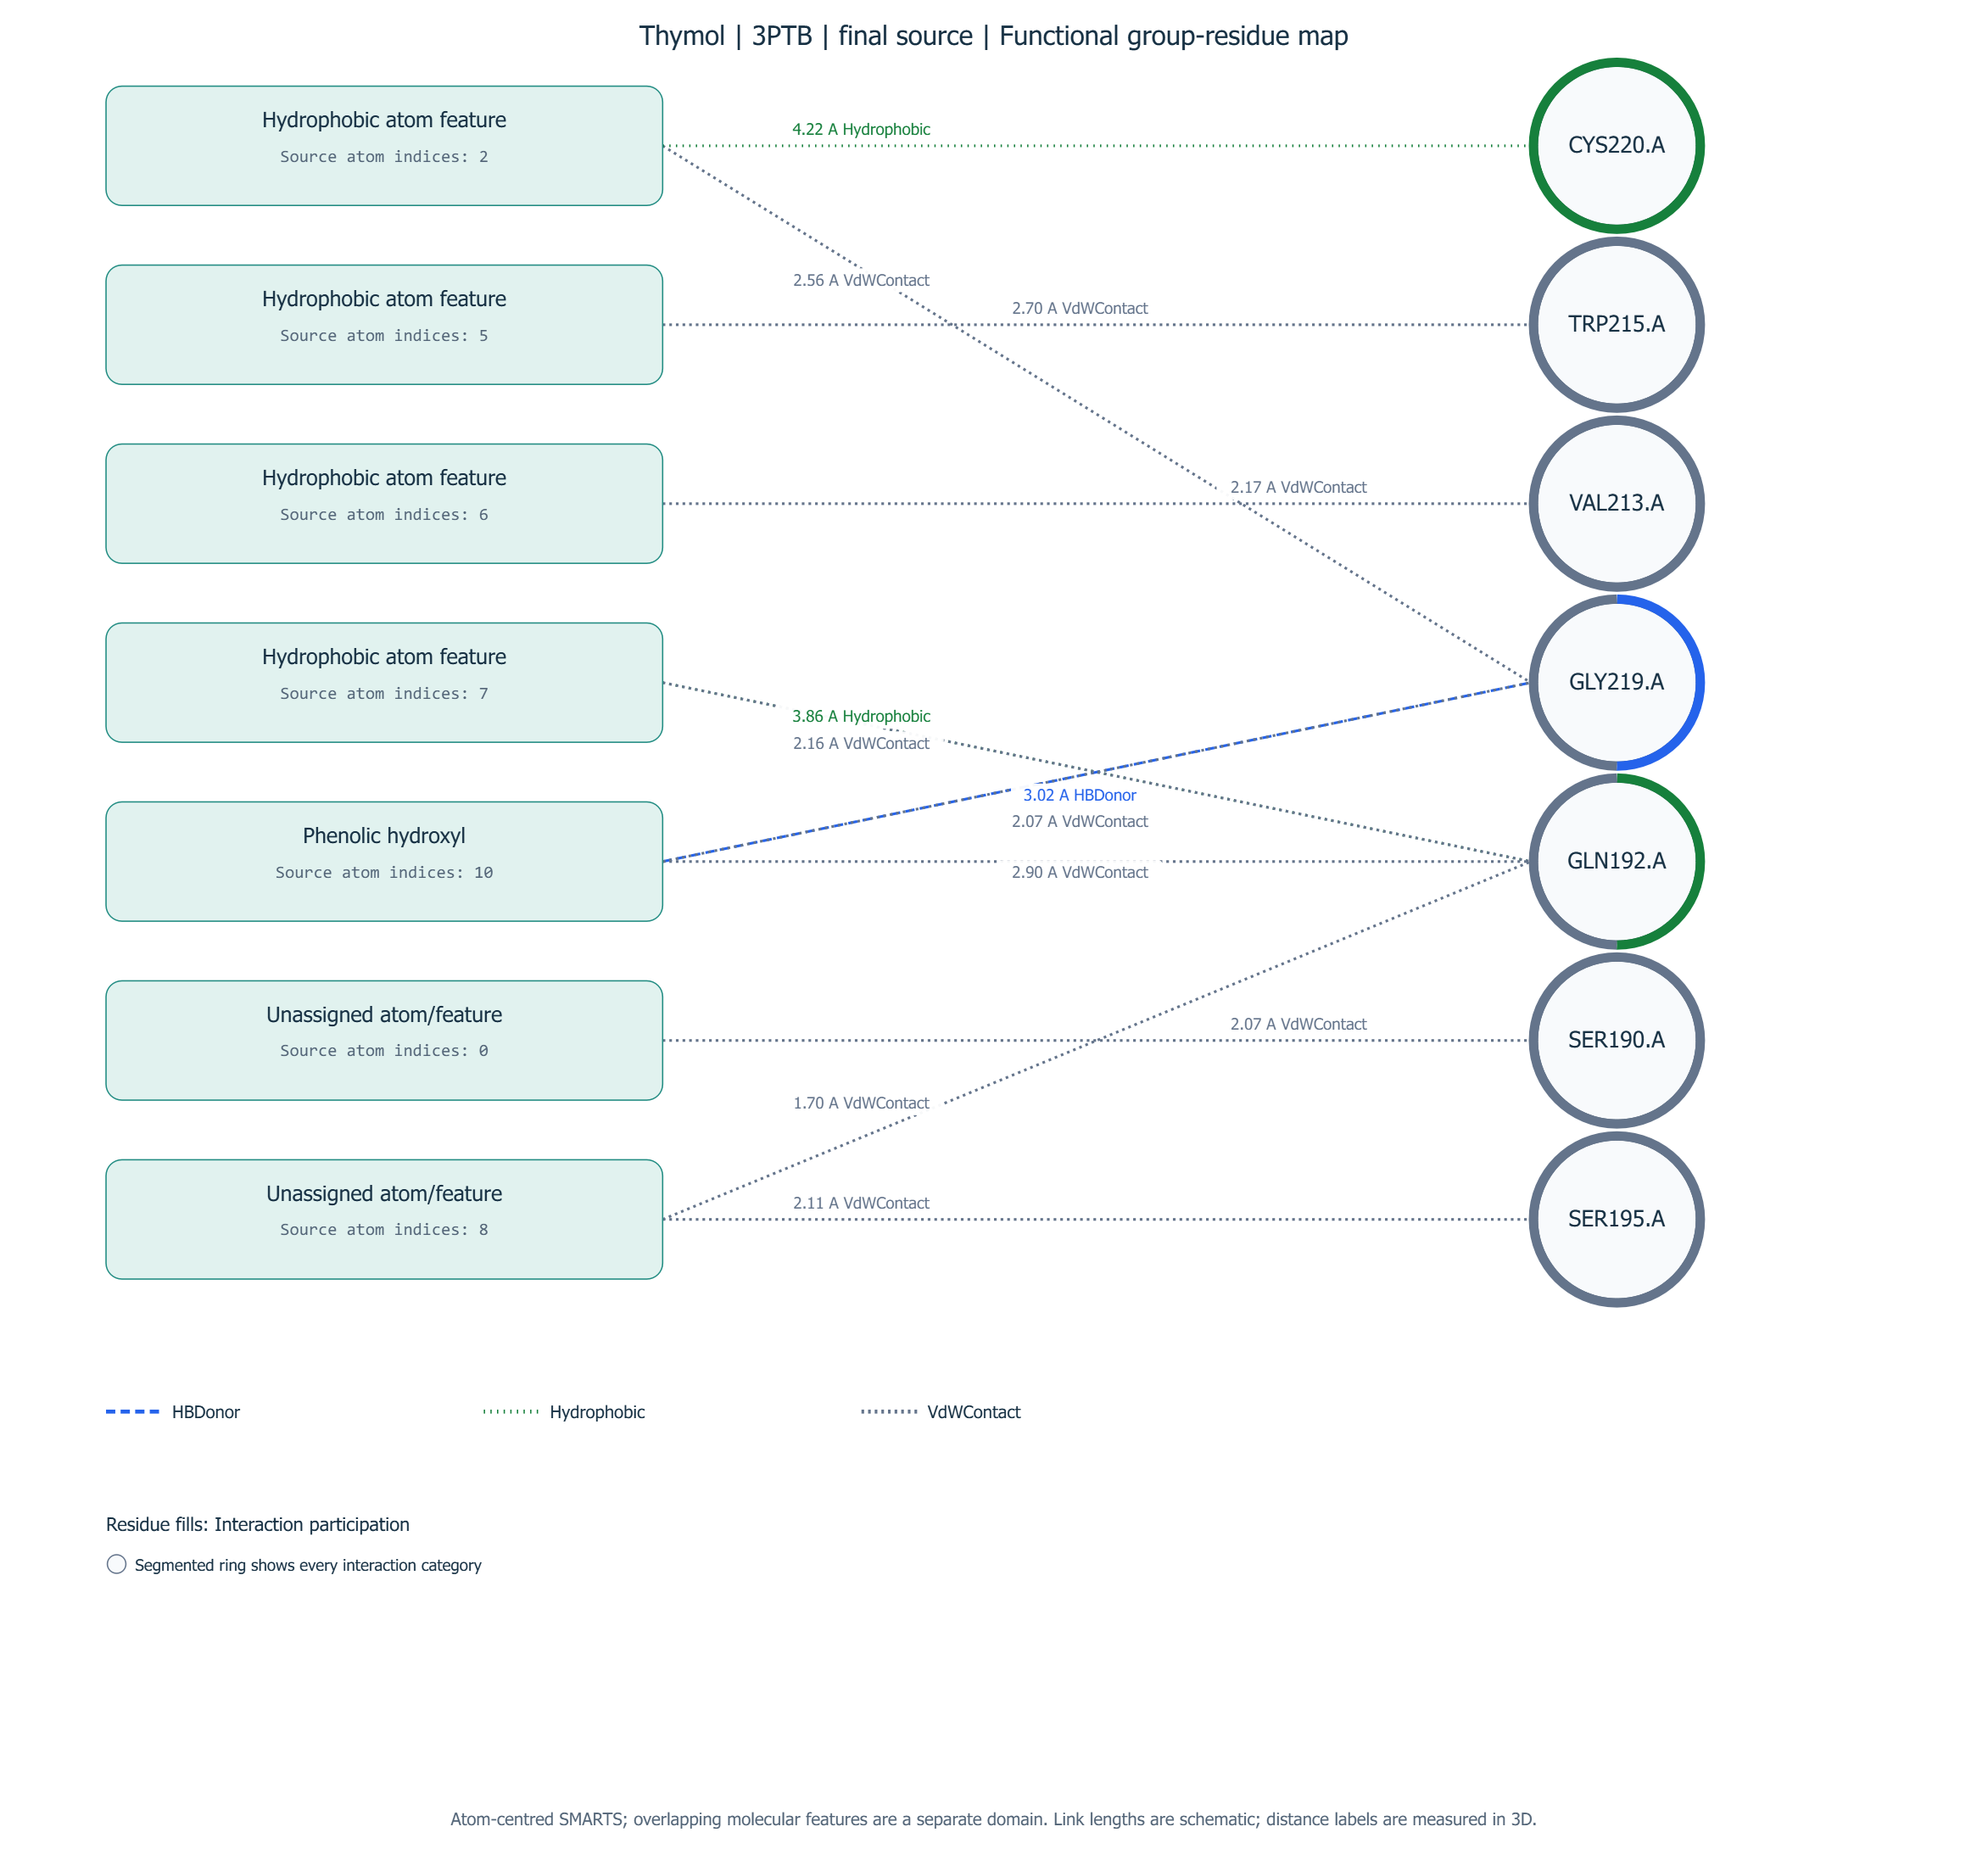 Thymol | 3PTB | final source | Functional group-residue map
Hydrophobic atom feature
Source atom indices: 2
4.22 A Hydrophobic
CYS220.A
2.56 A VdWContact
Hydrophobic atom feature
Source atom indices: 5
2.70 A VdWContact
TRP215.A
Hydrophobic atom feature
Source atom indices: 6
2.17 A VdWContact
VAL213.A
Hydrophobic atom feature
Source atom indices: 7
3.86 A Hydrophobic
2.16 A VdWContact
GLY219.A
Phenolic hydroxyl
Source atom indices: 10
3.02 A HBDonor
2.07 A VdWContact
2.90 A VdWContact
GLN192.A
Unassigned atom/feature
Source atom indices: 0
2.07 A VdWContact
SER190.A
1.70 A VdWContact
Unassigned atom/feature
Source atom indices: 8
2.11 A VdWContact
SER195.A
HBDonor
Hydrophobic
VdWContact
Residue fills: Interaction participation
Segmented ring shows every interaction category
Atom-centred SMARTS; overlapping molecular features are a separate domain. Link lengths are schematic; distance labels are measured in 3D.